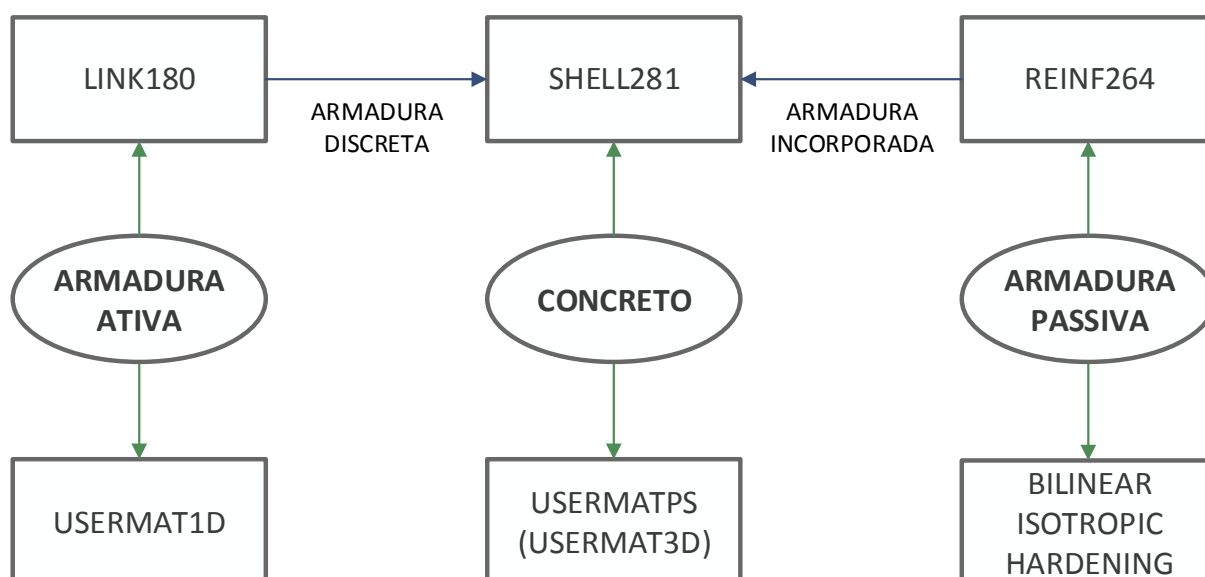 LINK180
SHELL281
REINF264
ARMADURA
DISCRETA
ARMADURA
INCORPORADA
ARMADURA
ATIVA
CONCRETO
ARMADURA
PASSIVA
USERMAT1D
USERMATPS
(USERMAT3D)
BILINEAR
ISOTROPIC
HARDENING